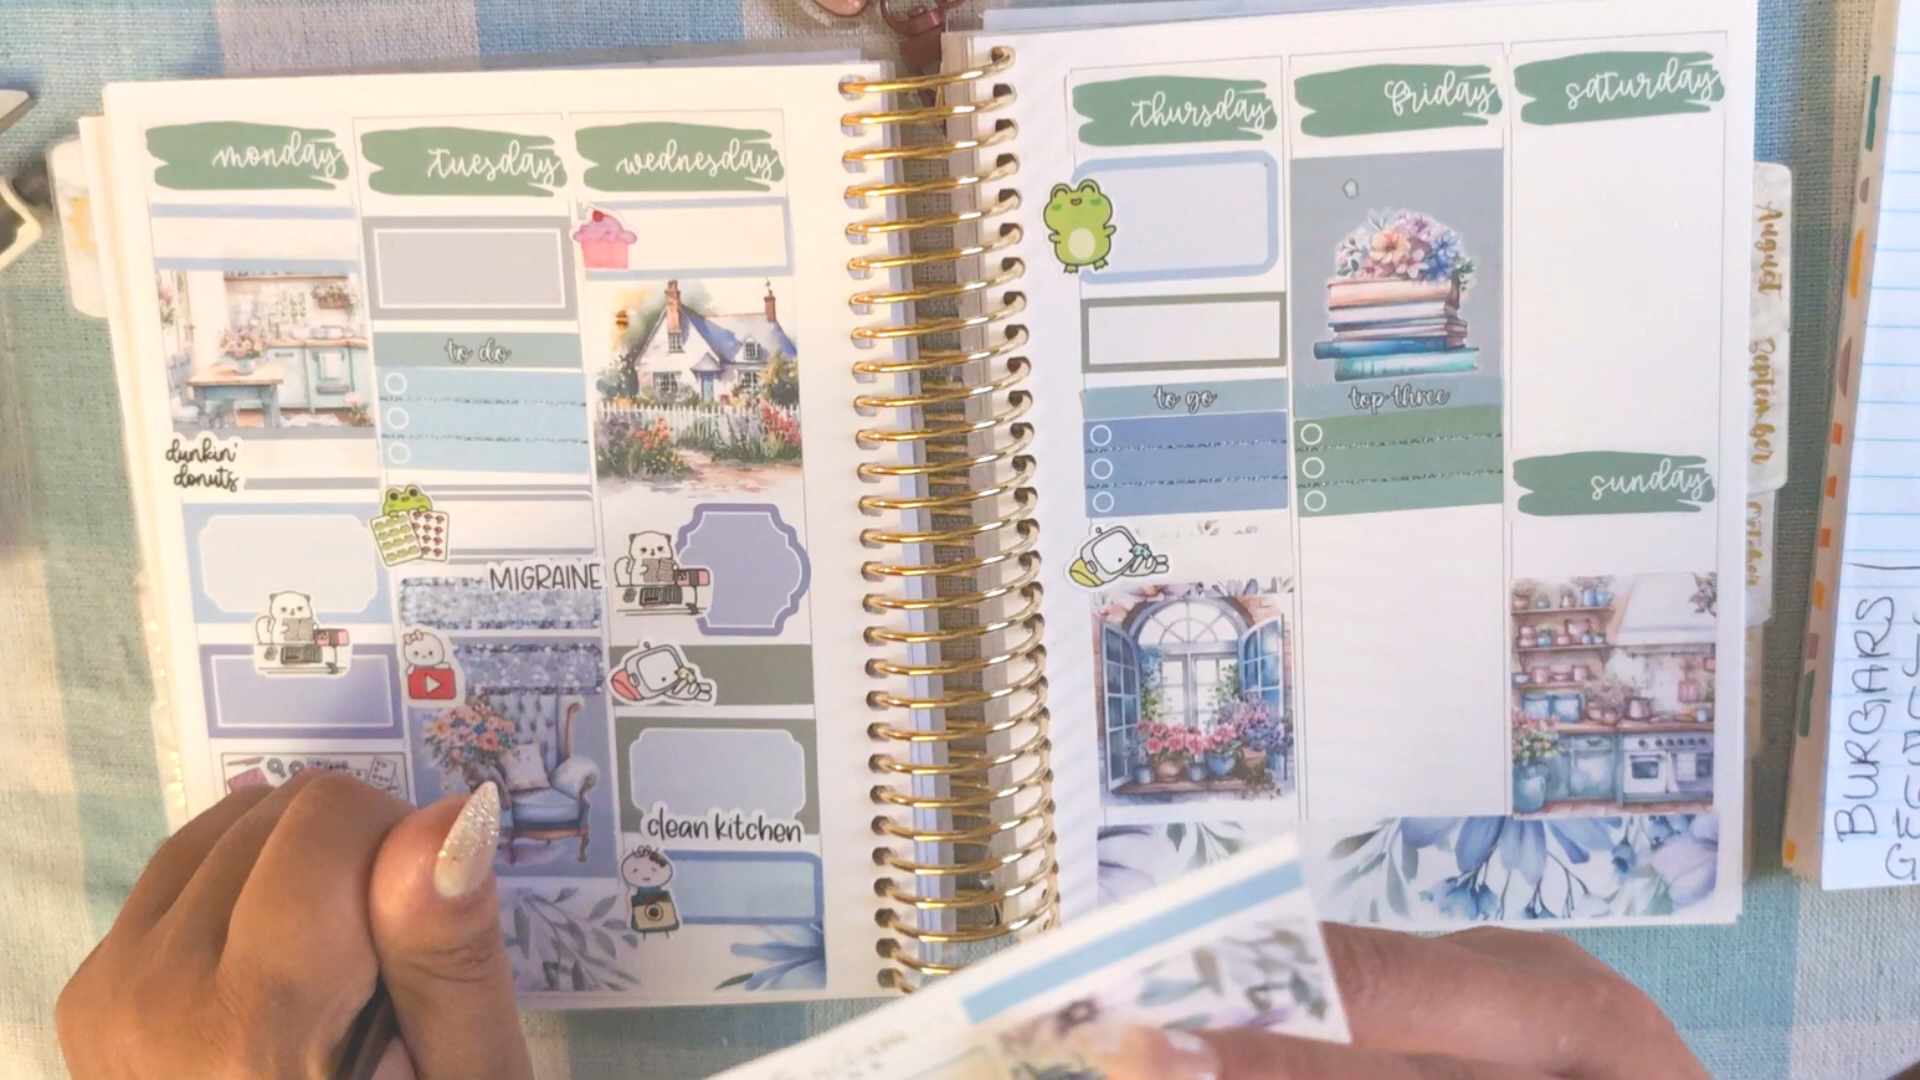 monday
tuesday
wednesday
thursday
friday
saturday
to do
dunkin'
donuts
MIGRAINE
clean kitchen
to go
top three
sunday
August
September
October
BURGARS